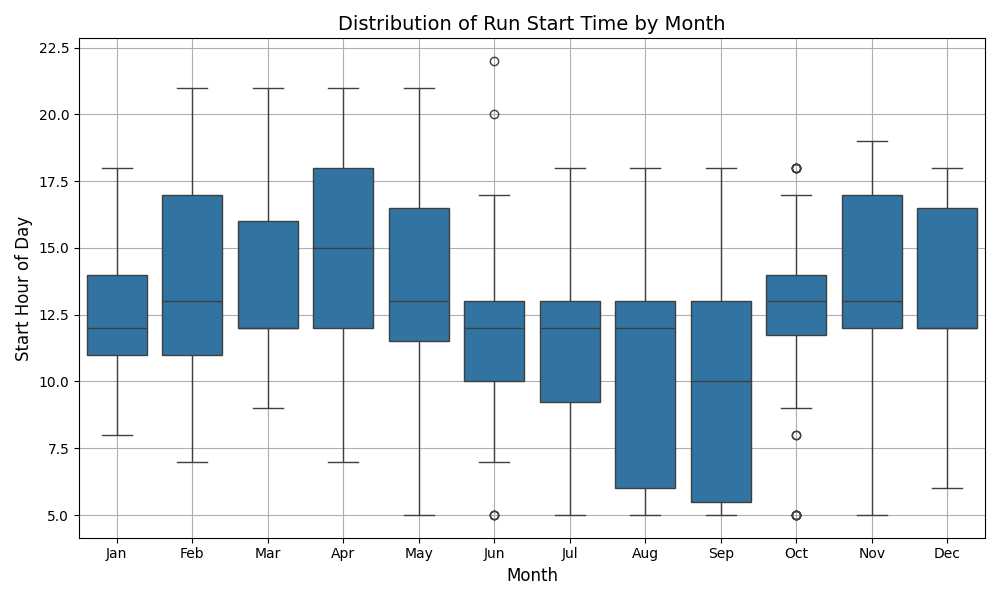 Distribution of Run Start Time by Month
Start Hour of Day
22.5
20.0
17.5
15.0
12.5
10.0
7.5
5.0
Jan Feb Mar Apr May Jun Jul Aug Sep Oct Nov Dec
Month